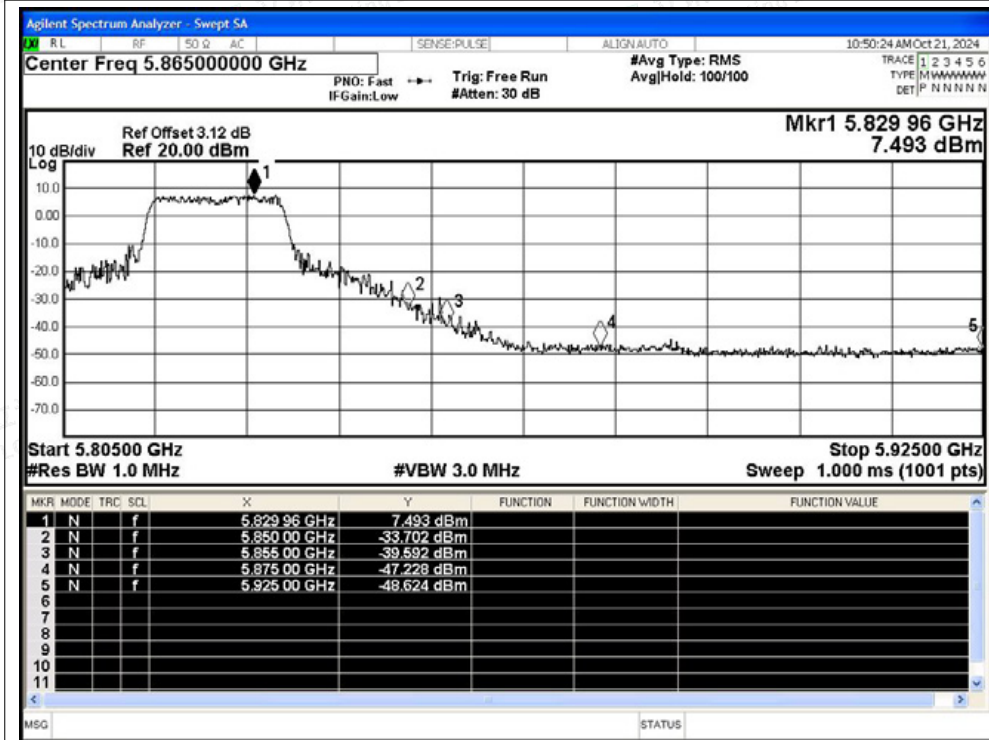 Agilent Spectrum Analyzer - Swept SA
LXI RL RF 50 Ω AC SENSE:PULSE ALIGN AUTO 10:50:24 AM Oct 21, 2024
Center Freq 5.865000000 GHz #Avg Type: RMS TRACE 1 2 3 4 5 6
PNO: Fast Trig: Free Run Avg|Hold: 100/100 TYPE M WWWWW
IFGain:Low #Atten: 30 dB DET P N N N N N
Mkr1 5.829 96 GHz
Ref Offset 3.12 dB
10 dB/div Ref 20.00 dBm 7.493 dBm
Log
1
10.0
0.00
-10.0
-20.0
2
-30.0
3
-40.0
4
5
-50.0
-60.0
-70.0
Start 5.80500 GHz Stop 5.92500 GHz
#Res BW 1.0 MHz #VBW 3.0 MHz Sweep 1.000 ms (1001 pts)
MKR MODE TRC SCL X Y FUNCTION FUNCTION WIDTH FUNCTION VALUE
1 N f 5.829 96 GHz 7.493 dBm
2 N f 5.850 00 GHz -33.702 dBm
3 N f 5.855 00 GHz -39.592 dBm
4 N f 5.875 00 GHz -47.228 dBm
5 N f 5.925 00 GHz -48.624 dBm
6
7
8
9
10
11
MSG STATUS